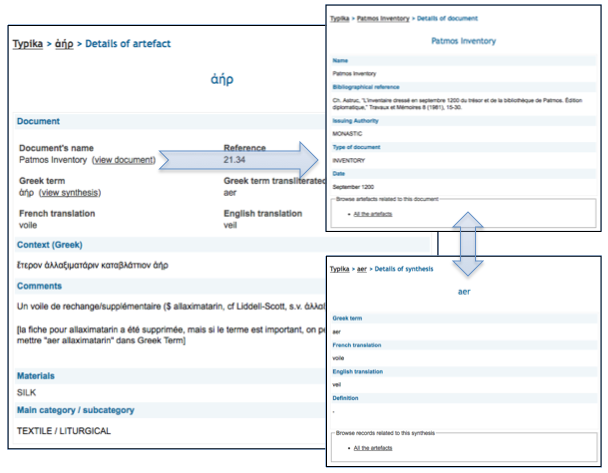 Typika > ἀήρ > Details of artefact
ἀήρ
Document
Document's name
Reference
Patmos Inventory (view document)
21.34
Greek term
Greek term transliterated
ἀήρ (view synthesis)
aer
French translation
English translation
voile
veil
Context (Greek)
ἕτερον ἀλλαξιματάριν καταβλάτιον ἀήρ
Comments
Un voile de rechange/supplémentaire ($ allaximatarin, cf Liddell-Scott, s.v.
[la fiche pour allaximatarin a été supprimée, mais si le terme est important, on
mettre "aer allaximatarin" dans Greek Term]
Materials
SILK
Main category / subcategory
TEXTILE / LITURGICAL
Typika > Patmos Inventory > Details of document
Patmos Inventory
Name
Patmos Inventory
Bibliographical reference
Ch. Astruc, "L'inventaire dressé en septembre 1200 du trésor et de la bibliothèque de Patmos. Édition
diplomatique," Travaux et Mémoires 8 (1981), 15-30.
Issuing Authority
MONASTIC
Type of document
INVENTORY
Date
September 1200
Browse artefacts related to this document
All the artefacts
Typika > aer > Details of synthesis
aer
Greek term
aer
French translation
voile
English translation
veil
Definition
-
Browse records related to this synthesis
All the artefacts